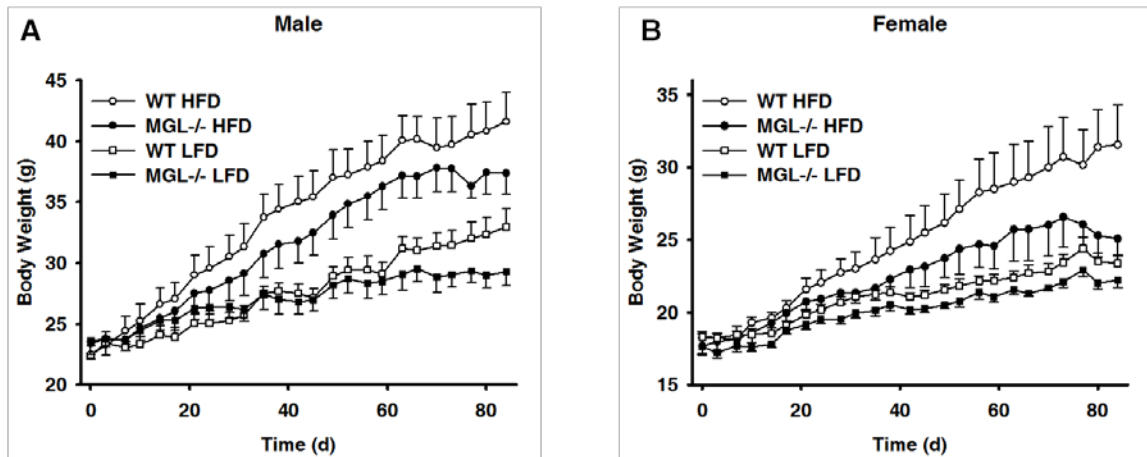 A
Male
45
40
35
30
25
20
Body Weight (g)
WT HFD
MGL-/- HFD
WT LFD
MGL-/- LFD
0 20 40 60 80
Time (d)
B
Female
35
30
25
20
15
Body Weight (g)
WT HFD
MGL-/- HFD
WT LFD
MGL-/- LFD
0 20 40 60 80
Time (d)